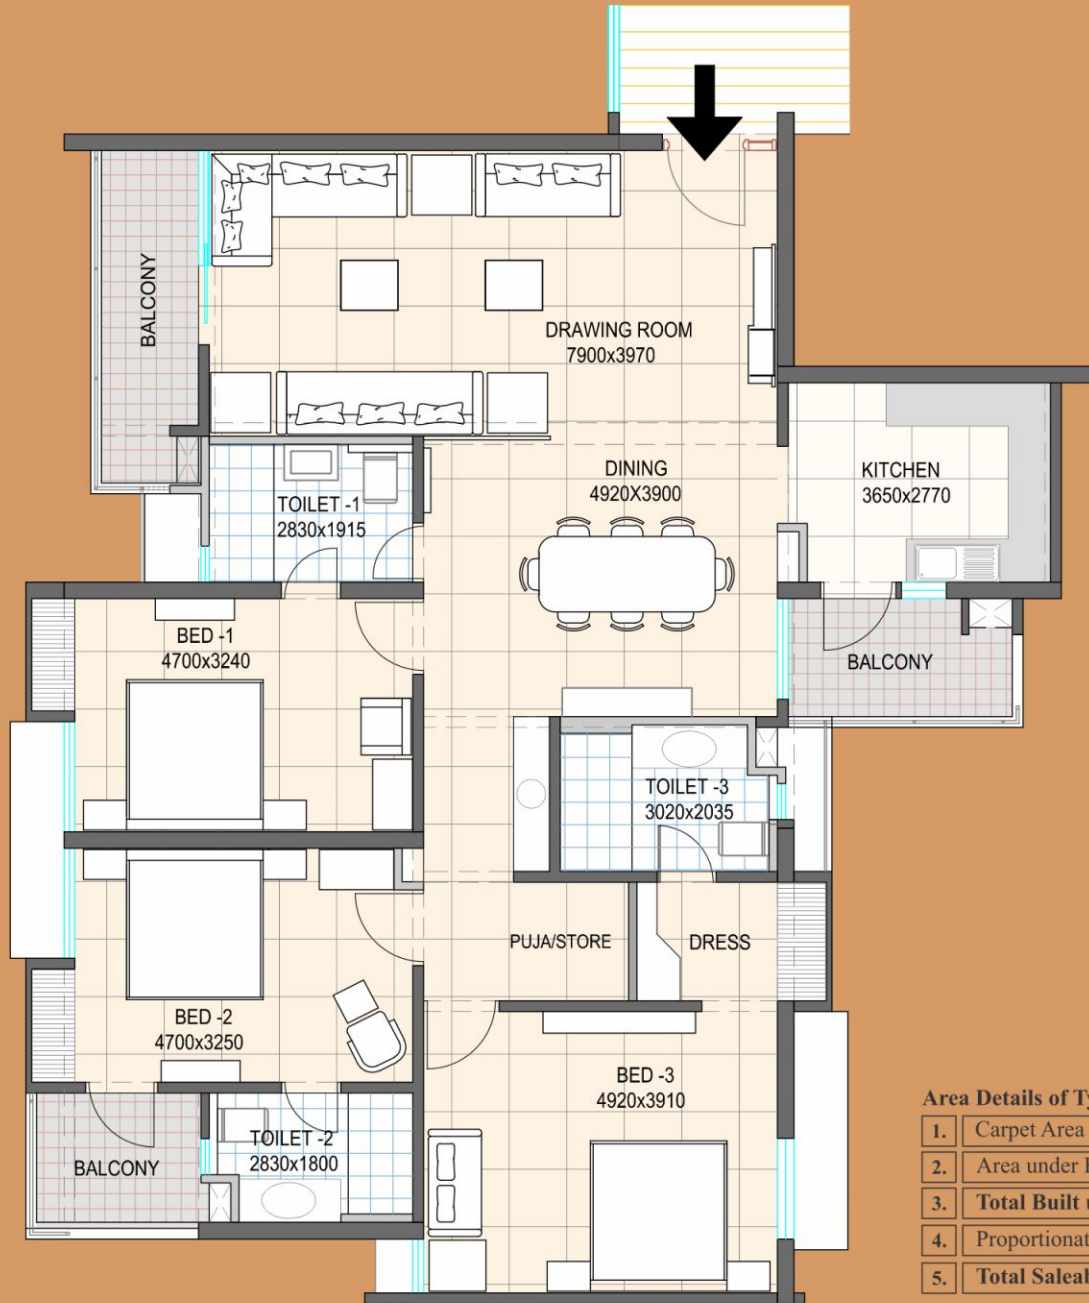 BALCONY
DRAWING ROOM
7900x3970
DINING
4920X3900
KITCHEN
3650x2770
TOILET -1
2830x1915
BED -1
4700x3240
BALCONY
TOILET -3
3020x2035
PUJA/STORE
DRESS
BED -2
4700x3250
BED -3
4920x3910
TOILET -2
2830x1800
BALCONY
Area Details of
1. Carpet Area
2. Area under
3. Total Built
4.
5. Total